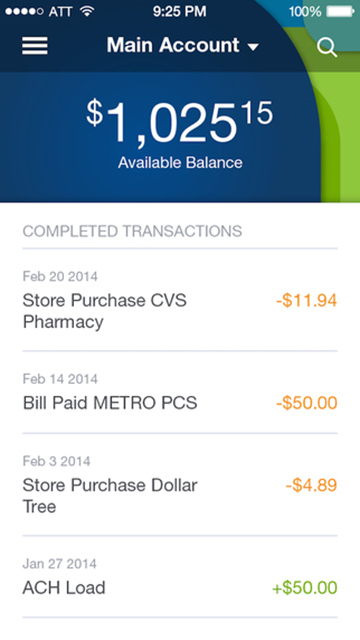 ATT 9:25 PM 100%
Main Account
$1,025 15
Available Balance
COMPLETED TRANSACTIONS
Feb 20 2014
Store Purchase CVS -$11.94
Pharmacy
Feb 14 2014
Bill Paid METRO PCS -$50.00
Feb 3 2014
Store Purchase Dollar -$4.89
Tree
Jan 27 2014
ACH Load +$50.00